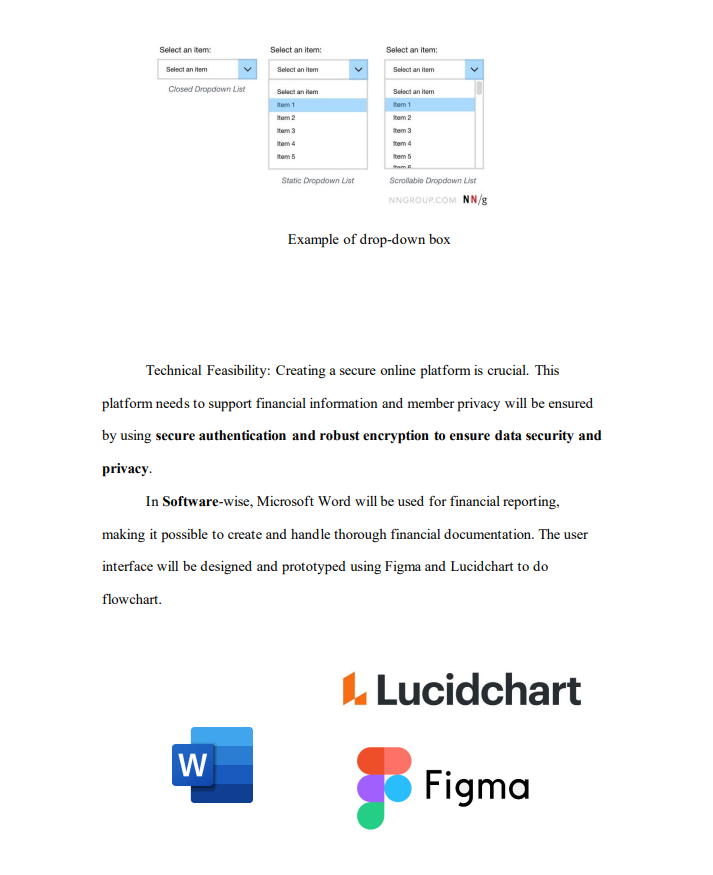 Select an item:
Select an item
Closed Dropdown List
Select an item:
Select an item
Select an item
Item 1
Item 2
Item 3
Item 4
Item 5
Static Dropdown List
Select an item:
Select an item
Select an item
Item 1
Item 2
Item 3
Item 4
Item 5
Item 6
Scrollable Dropdown List
NNGROUP.COM NN/g
Example of drop-down box
Technical Feasibility: Creating a secure online platform is crucial. This
platform needs to support financial information and member privacy will be ensured
by using secure authentication and robust encryption to ensure data security and
privacy.
In Software-wise, Microsoft Word will be used for financial reporting,
making it possible to create and handle thorough financial documentation. The user
interface will be designed and prototyped using Figma and Lucidchart to do
flowchart.
Lucidchart
W
Figma